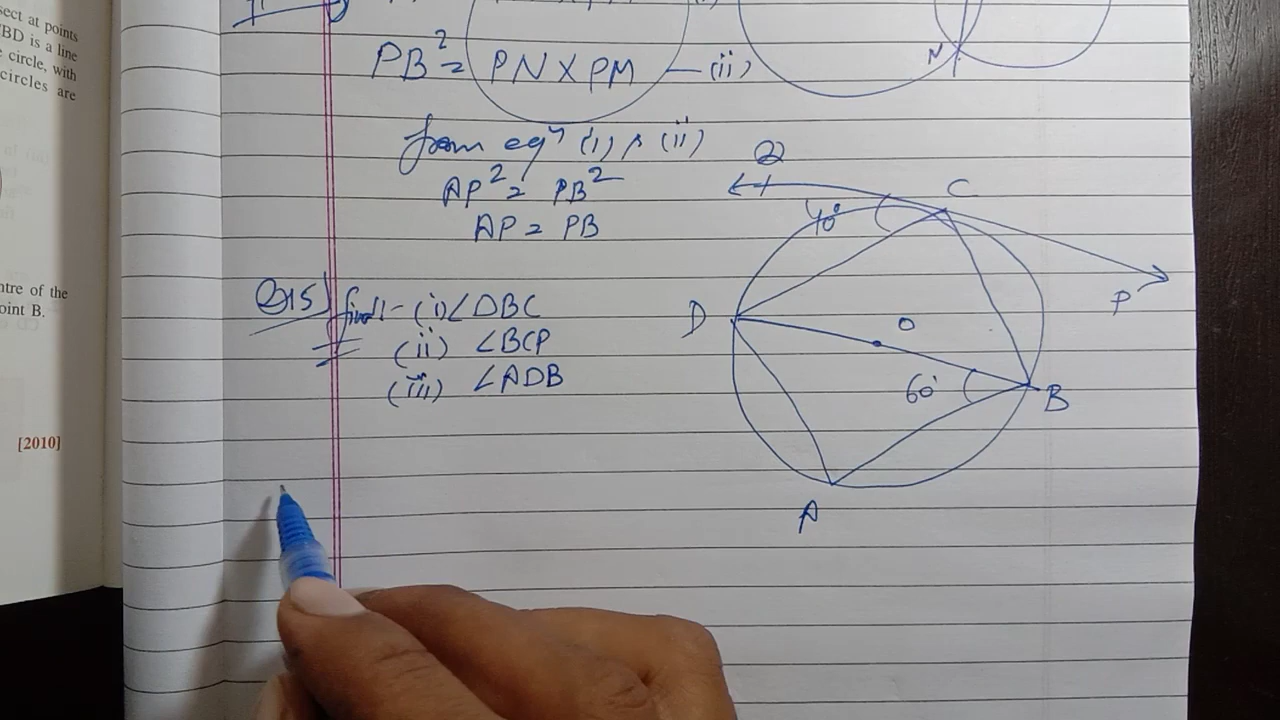 sect at points
BD is a line
circle, with
circles are
ntre of the
oint B.
[2010]
PB² = PN X PM — (ii)
from eqⁿ (i) & (ii)
AP² = PB²
AP = PB
Q15) find:- (i) ∠DBC
(ii) ∠BCP
(iii) ∠ADB
N
Q
C
40°
P
D
O
60°
B
A